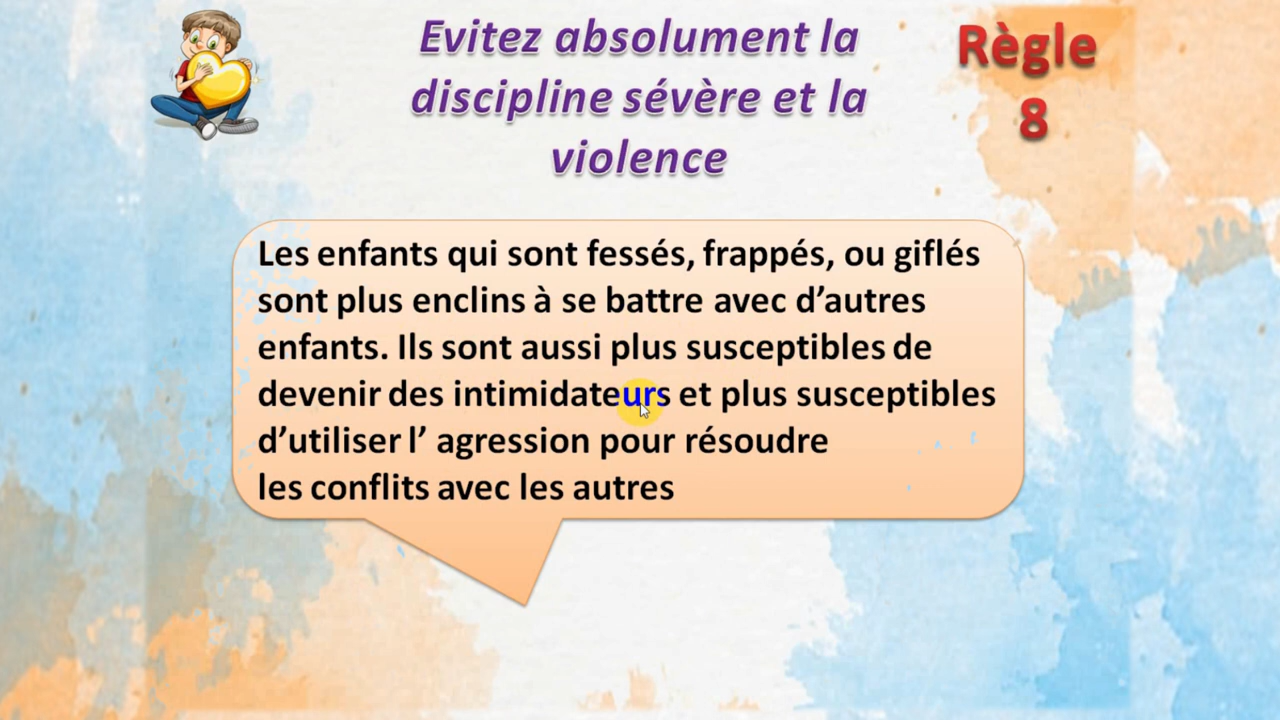 Evitez absolument la
discipline sévère et la
violence
Règle
8
Les enfants qui sont fessés, frappés, ou giflés
sont plus enclins à se battre avec d’autres
enfants. Ils sont aussi plus susceptibles de
devenir des intimidateurs et plus susceptibles
d’utiliser l’ agression pour résoudre
les conflits avec les autres